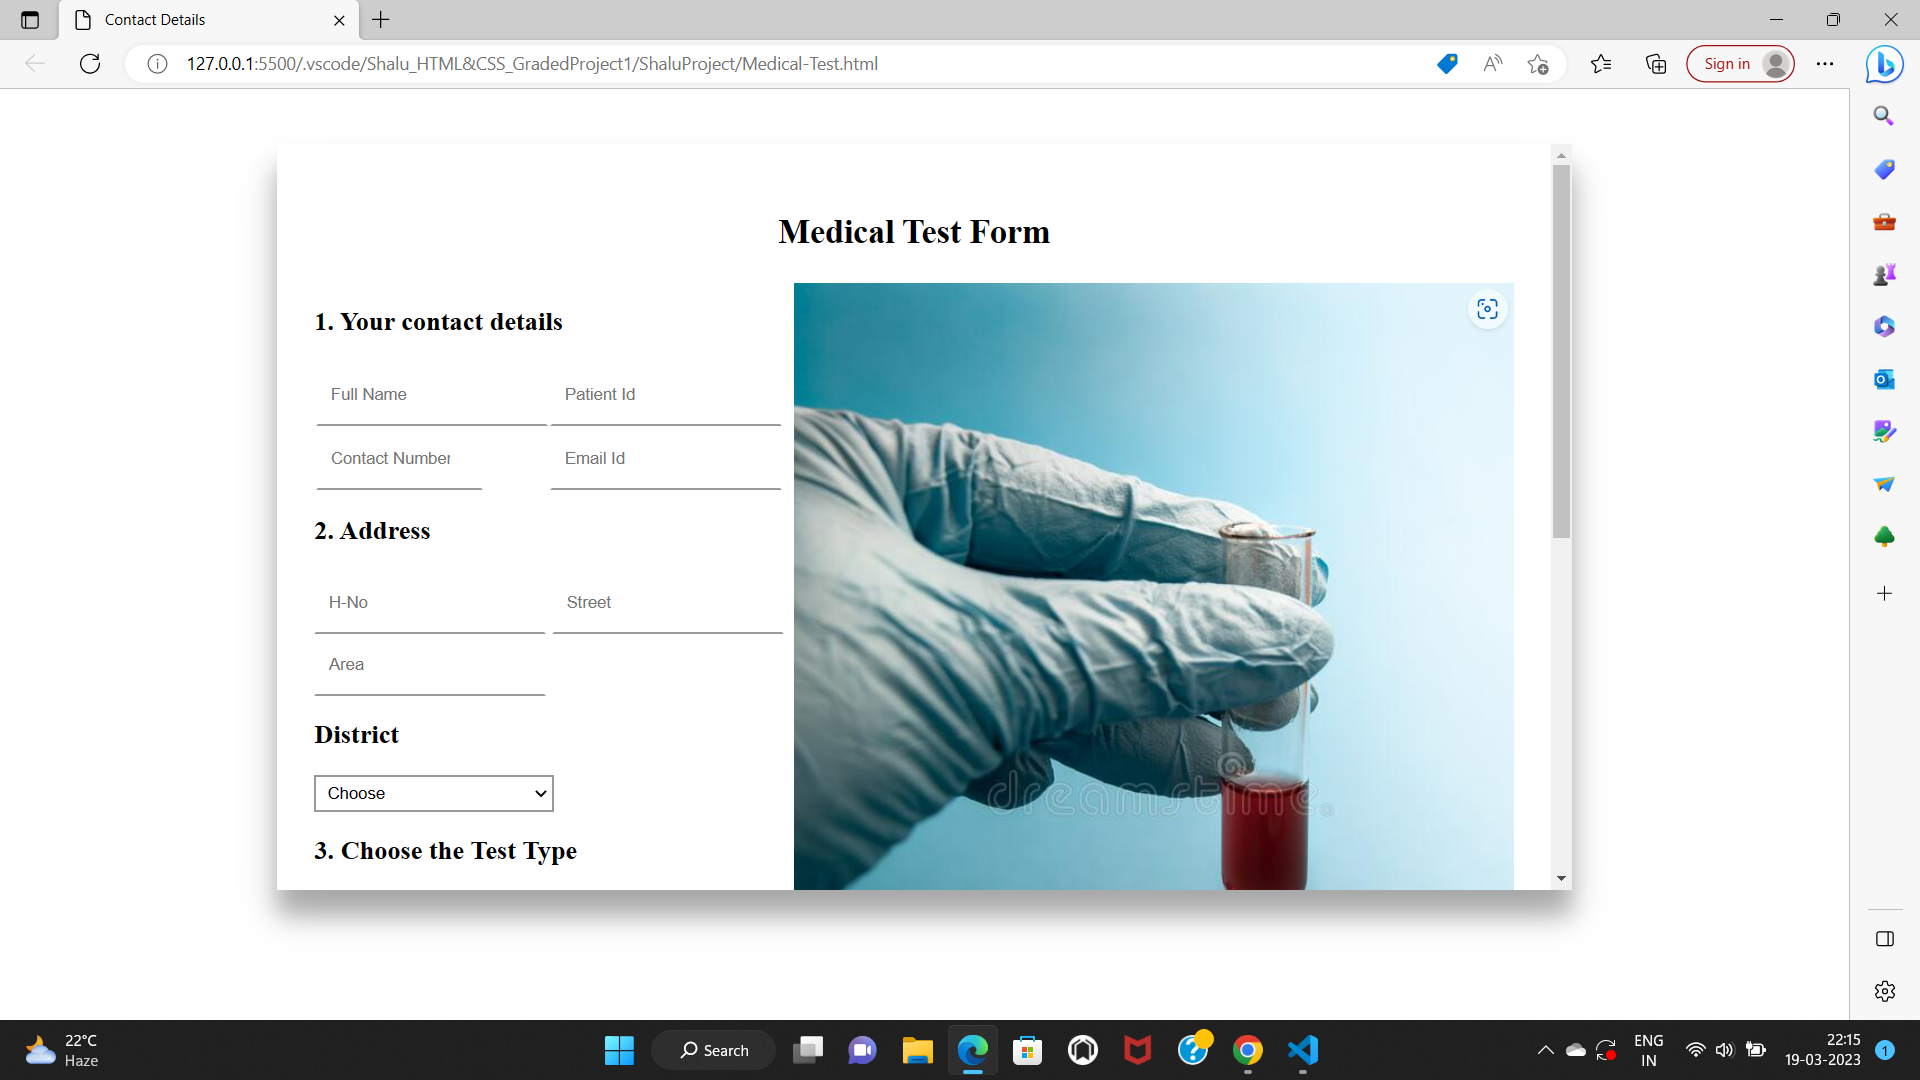 Contact Details
127.0.0.1:5500/.vscode/Shalu_HTML&CSS_GradedProject1/ShaluProject/Medical-Test.html
Sign in
Medical Test Form
1. Your contact details
Full Name Patient Id
Contact Number Email Id
2. Address
H-No Street
Area
District
Choose
3. Choose the Test Type
dreamstime
22°C
Haze
Search
ENG
IN
22:15
19-03-2023
1